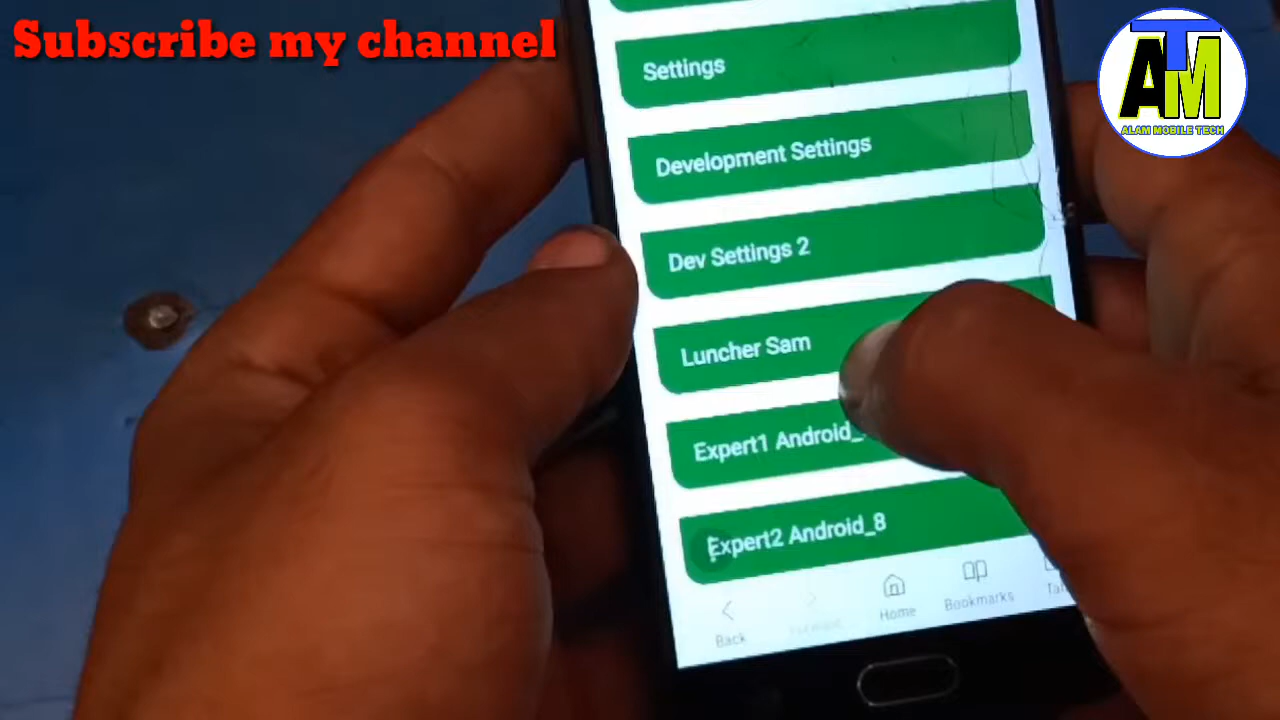 Subscribe my channel
ATM
ALAM MOBILE TECH
Settings
Development Settings
Dev Settings 2
Luncher Sam
Expert1 Android_
Expert2 Android_8
Back
Home
Bookmarks